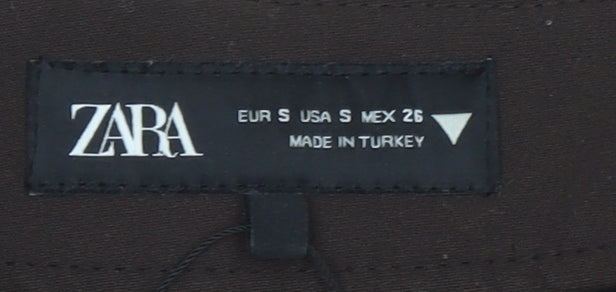 ZARA
EUR S USA S MEX 26
MADE IN TURKEY